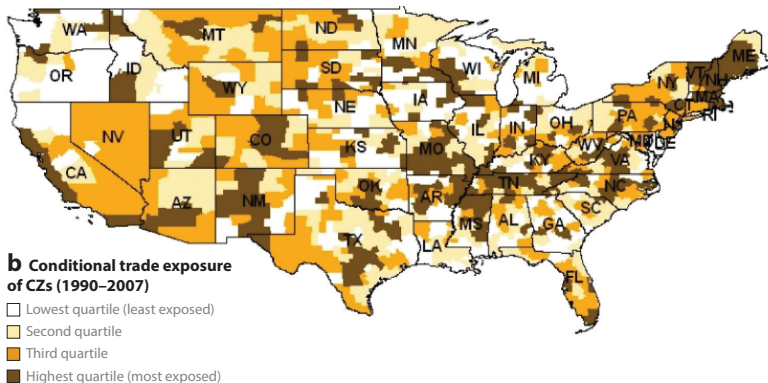 WA
MT
ND
MN
OR
ID
SD
WI
MI
WY
NE
IA
NY
VT
NH
ME
MA
CT
RI
NV
UT
CO
KS
MO
IL
IN
OH
PA
NJ
MD
DE
WV
VA
KY
CA
AZ
NM
OK
AR
TN
NC
SC
TX
LA
MS
AL
GA
FL
b Conditional trade exposure
of CZs (1990–2007)
Lowest quartile (least exposed)
Second quartile
Third quartile
Highest quartile (most exposed)